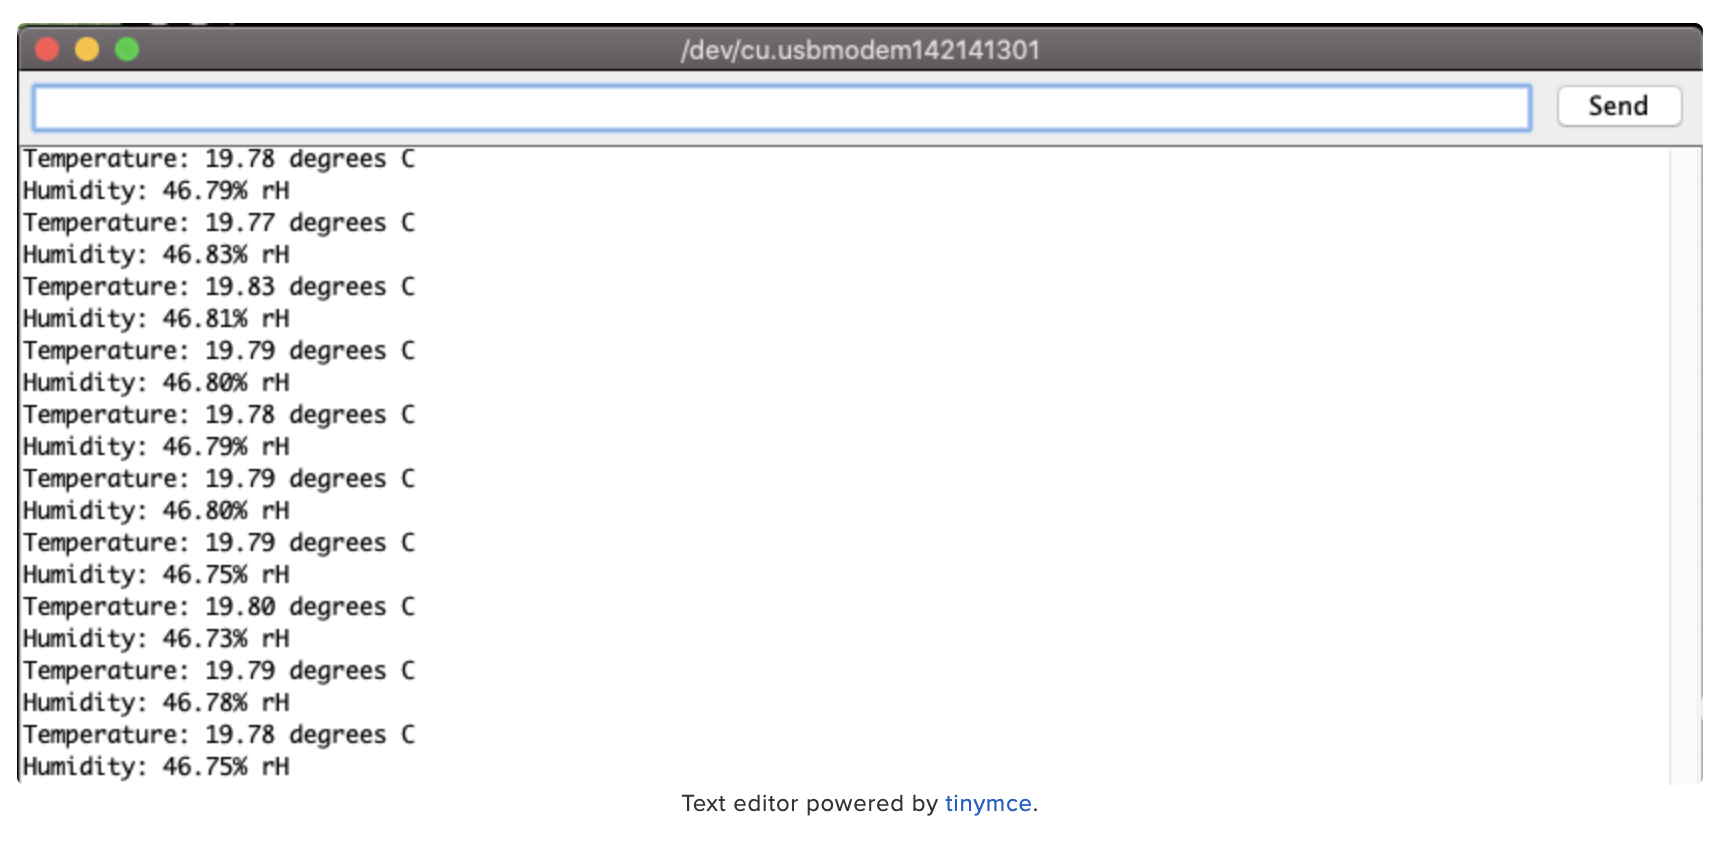 /dev/cu.usbmodem142141301
Send
Temperature: 19.78 degrees C
Humidity: 46.79% rH
Temperature: 19.77 degrees C
Humidity: 46.83% rH
Temperature: 19.83 degrees C
Humidity: 46.81% rH
Temperature: 19.79 degrees C
Humidity: 46.80% rH
Temperature: 19.78 degrees C
Humidity: 46.79% rH
Temperature: 19.79 degrees C
Humidity: 46.80% rH
Temperature: 19.79 degrees C
Humidity: 46.75% rH
Temperature: 19.80 degrees C
Humidity: 46.73% rH
Temperature: 19.79 degrees C
Humidity: 46.78% rH
Temperature: 19.78 degrees C
Humidity: 46.75% rH
Text editor powered by tinymce.